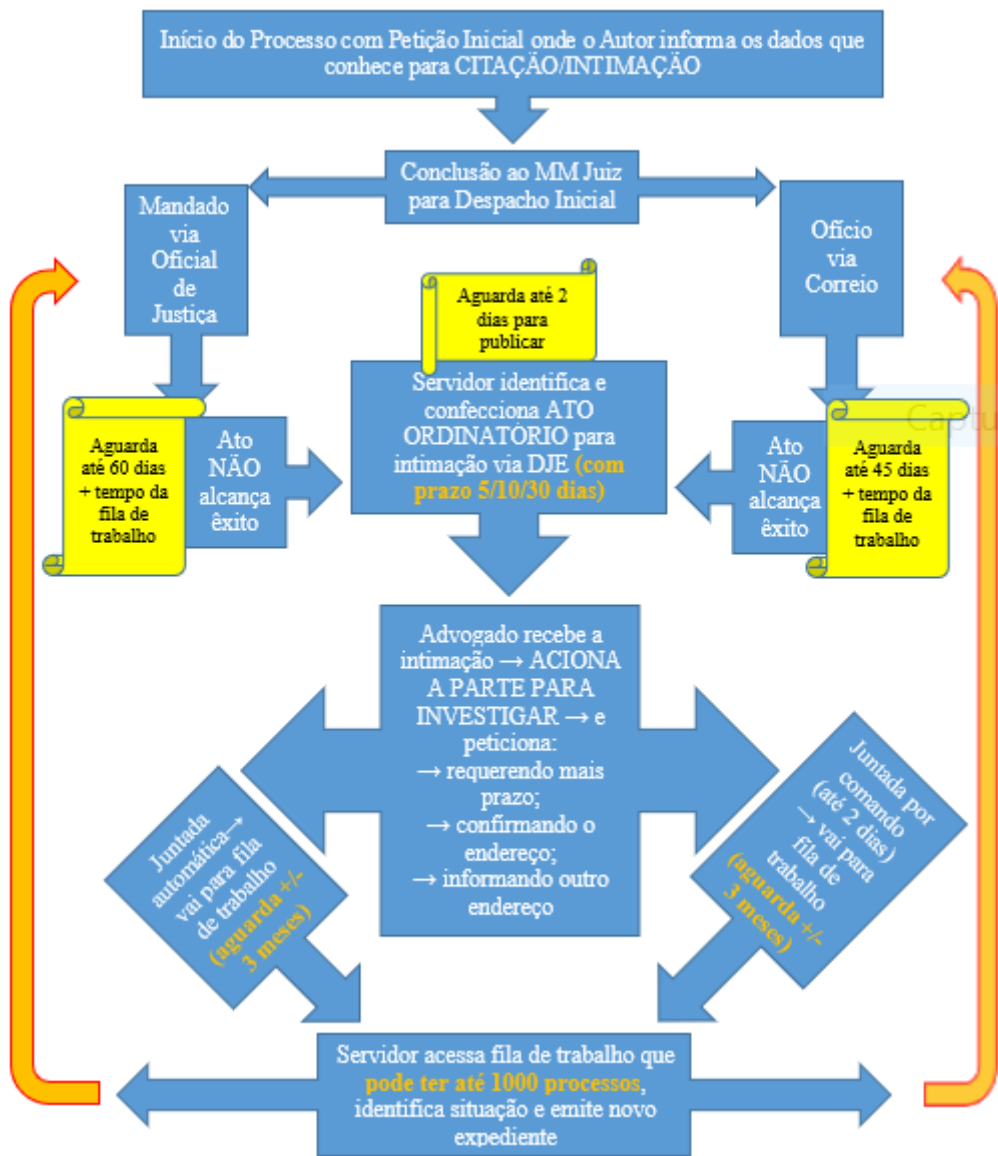 Início do Processo com Petição Inicial onde o Autor informa os dados que
conhece para CITAÇÃO/INTIMAÇÃO
Conclusão ao MM Juiz
para Despacho Inicial
Mandado
via
Oficial
de
Justiça
Ofício
via
Correio
Aguarda até 2
dias para
publicar
Servidor identifica e
confecciona ATO
ORDINATÓRIO para
intimação via DJE (com
prazo 5/10/30 dias)
Aguarda
até 60 dias
+ tempo da
fila de
trabalho
Ato
NÃO
alcança
êxito
Ato
NÃO
alcança
êxito
Captu
Aguarda
até 45 dias
+ tempo da
fila de
trabalho
Advogado recebe a
intimação → ACIONA
A PARTE PARA
INVESTIGAR → e
peticiona:
→ requerendo mais
prazo;
→ confirmando o
endereço;
→ informando outro
endereço
Juntada
automática→
vai para fila
de trabalho
(aguarda +/-
3 meses)
Juntada por
comando
(até 2 dias)
→ vai para
fila de
trabalho
(aguarda +/-
3 meses)
Servidor acessa fila de trabalho que
pode ter até 1000 processos,
identifica situação e emite novo
expediente